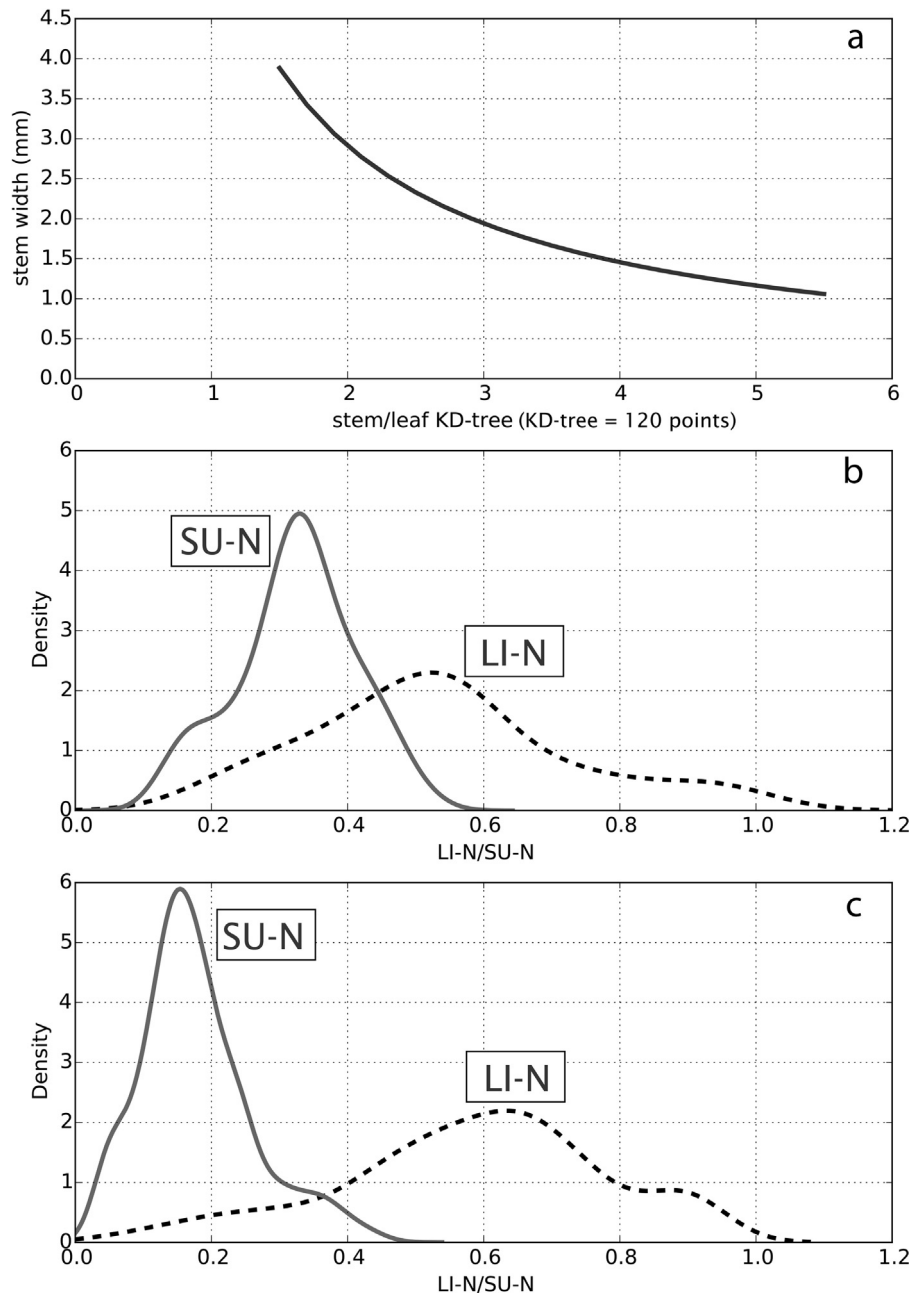 a
4.5
4.0
3.5
3.0
2.5
2.0
1.5
1.0
0.5
0.0
stem width (mm)
0 1 2 3 4 5 6
stem/leaf KD-tree (KD-tree = 120 points)
b
6
5
4
3
2
1
0
Density
SU-N
LI-N
0.0 0.2 0.4 0.6 0.8 1.0 1.2
LI-N/SU-N
c
6
5
4
3
2
1
0
Density
SU-N
LI-N
0.0 0.2 0.4 0.6 0.8 1.0 1.2
LI-N/SU-N